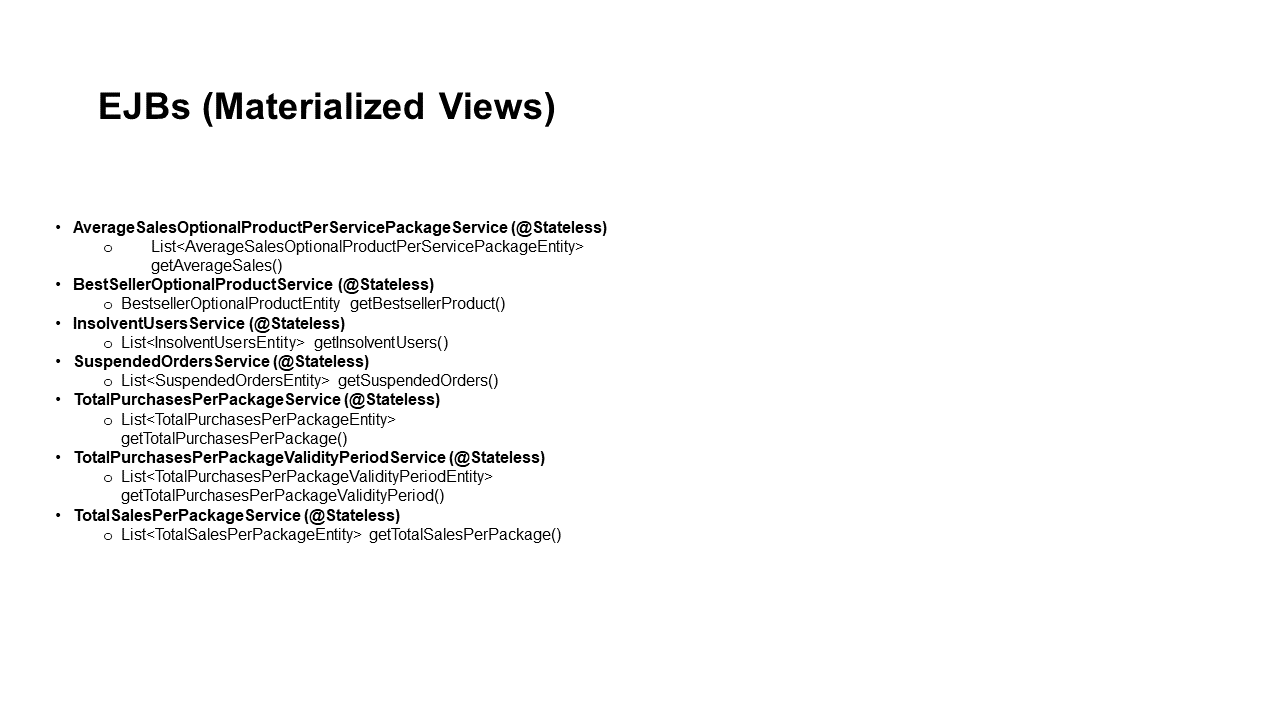 EJBs (Materialized Views)
• AverageSalesOptionalProductPerServicePackageService (@Stateless)
o List<AverageSalesOptionalProductPerServicePackageEntity>
getAverageSales()
• BestSellerOptionalProductService (@Stateless)
o BestsellerOptionalProductEntity getBestsellerProduct()
• InsolventUsersService (@Stateless)
o List<InsolventUsersEntity> getInsolventUsers()
• SuspendedOrdersService (@Stateless)
o List<SuspendedOrdersEntity> getSuspendedOrders()
• TotalPurchasesPerPackageService (@Stateless)
o List<TotalPurchasesPerPackageEntity>
getTotalPurchasesPerPackage()
• TotalPurchasesPerPackageValidityPeriodService (@Stateless)
o List<TotalPurchasesPerPackageValidityPeriodEntity>
getTotalPurchasesPerPackageValidityPeriod()
• TotalSalesPerPackageService (@Stateless)
o List<TotalSalesPerPackageEntity> getTotalSalesPerPackage()